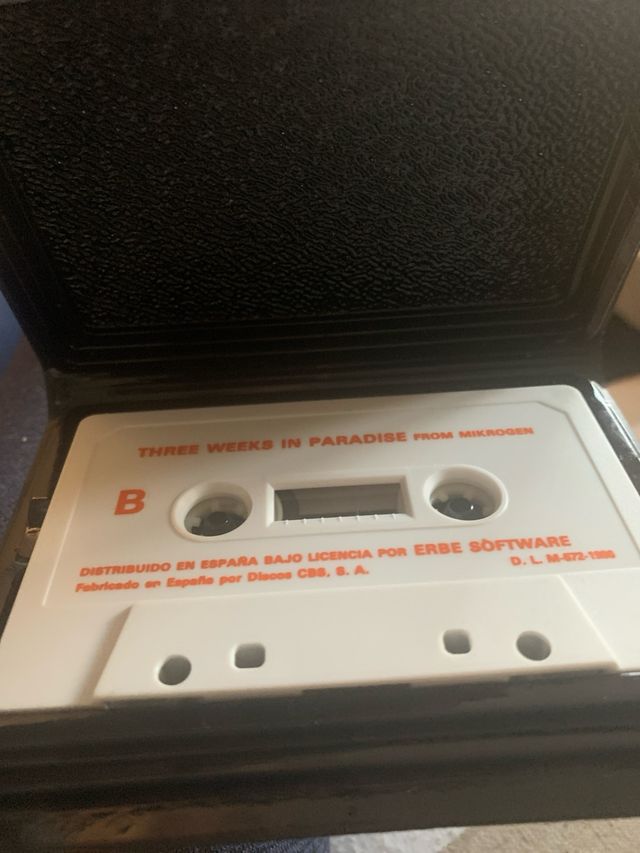 THREE WEEKS IN PARADISE FROM MIKROGEN
B
DISTRIBUIDO EN ESPAÑA BAJO LICENCIA POR ERBE SOFTWARE
Fabricado en España por Discos CBS, S. A.
D. L. M-572-1986